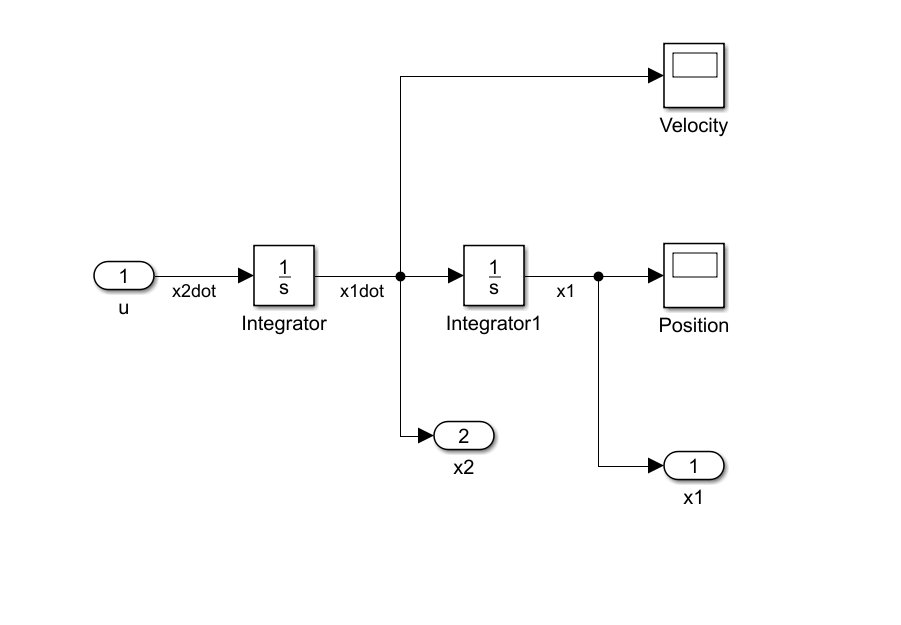 Velocity
1
u
x2dot
1
s
Integrator
x1dot
1
s
Integrator1
x1
Position
2
x2
1
x1